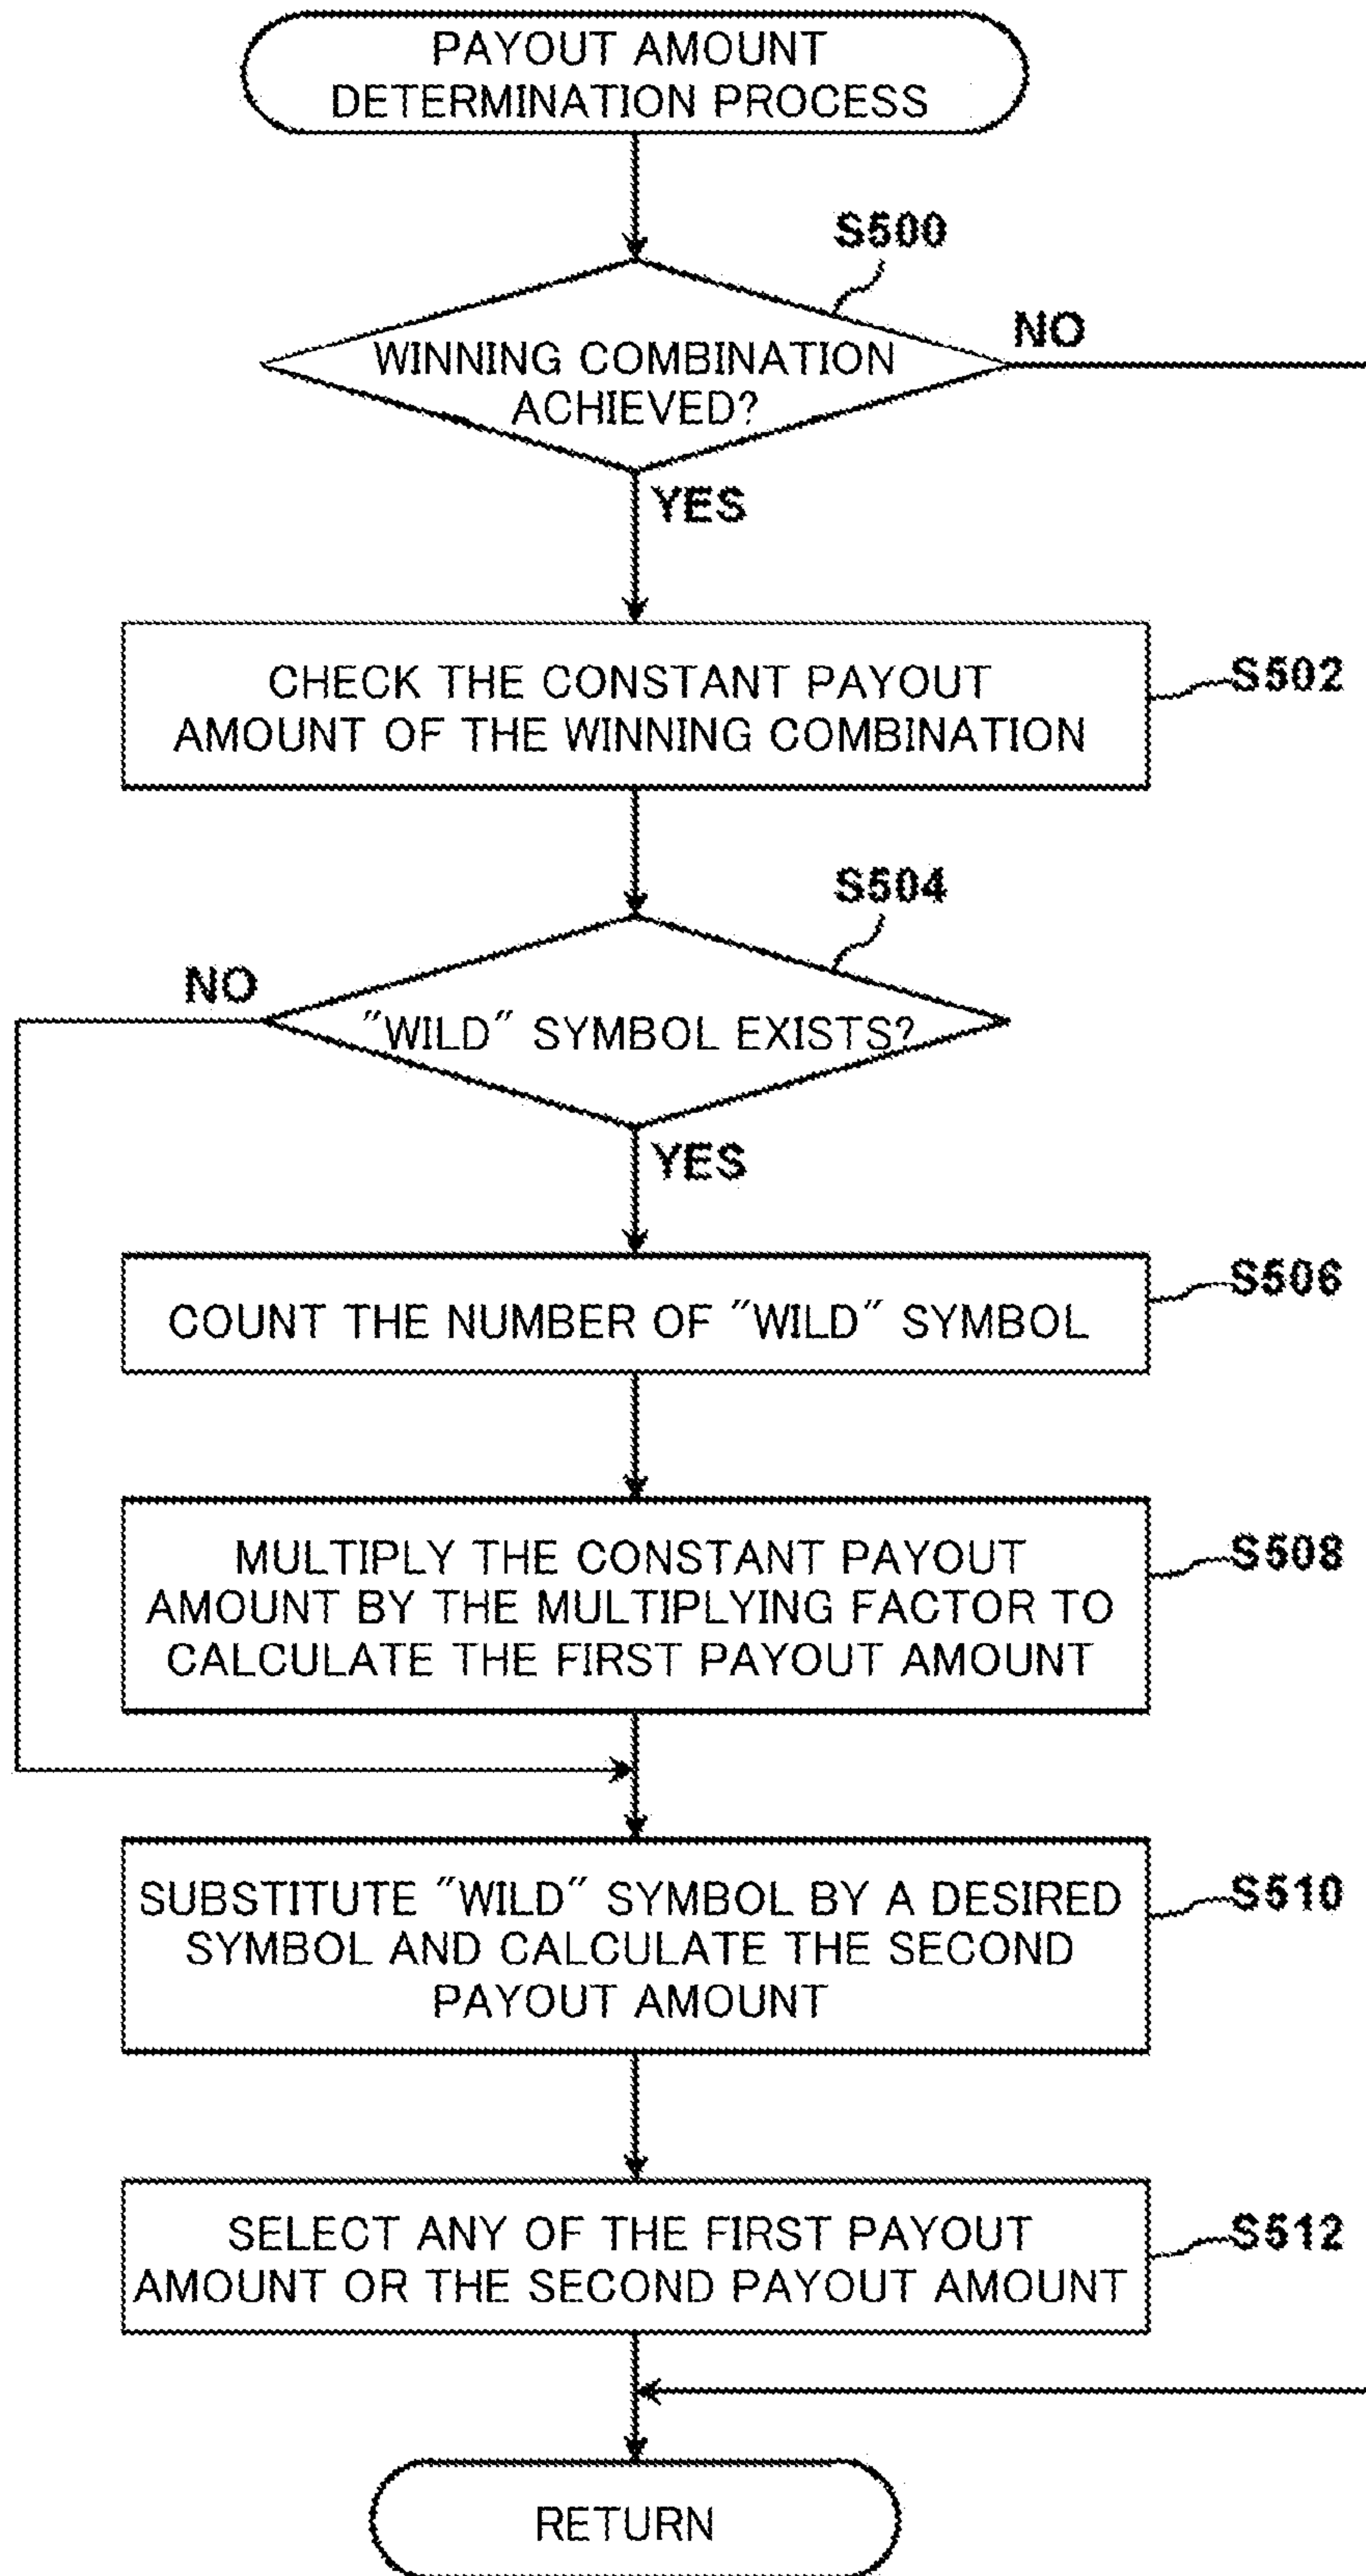 PAYOUT AMOUNT
DETERMINATION PROCESS
S500
NO
WINNING COMBINATION
ACHIEVED?
YES
CHECK THE CONSTANT PAYOUT
AMOUNT OF THE WINNING COMBINATION
S502
S504
NO
"WILD" SYMBOL EXISTS?
YES
COUNT THE NUMBER OF "WILD" SYMBOL
S506
MULTIPLY THE CONSTANT PAYOUT
AMOUNT BY THE MULTIPLYING FACTOR TO
CALCULATE THE FIRST PAYOUT AMOUNT
S508
SUBSTITUTE "WILD" SYMBOL BY A DESIRED
SYMBOL AND CALCULATE THE SECOND
PAYOUT AMOUNT
S510
SELECT ANY OF THE FIRST PAYOUT
AMOUNT OR THE SECOND PAYOUT AMOUNT
S512
RETURN